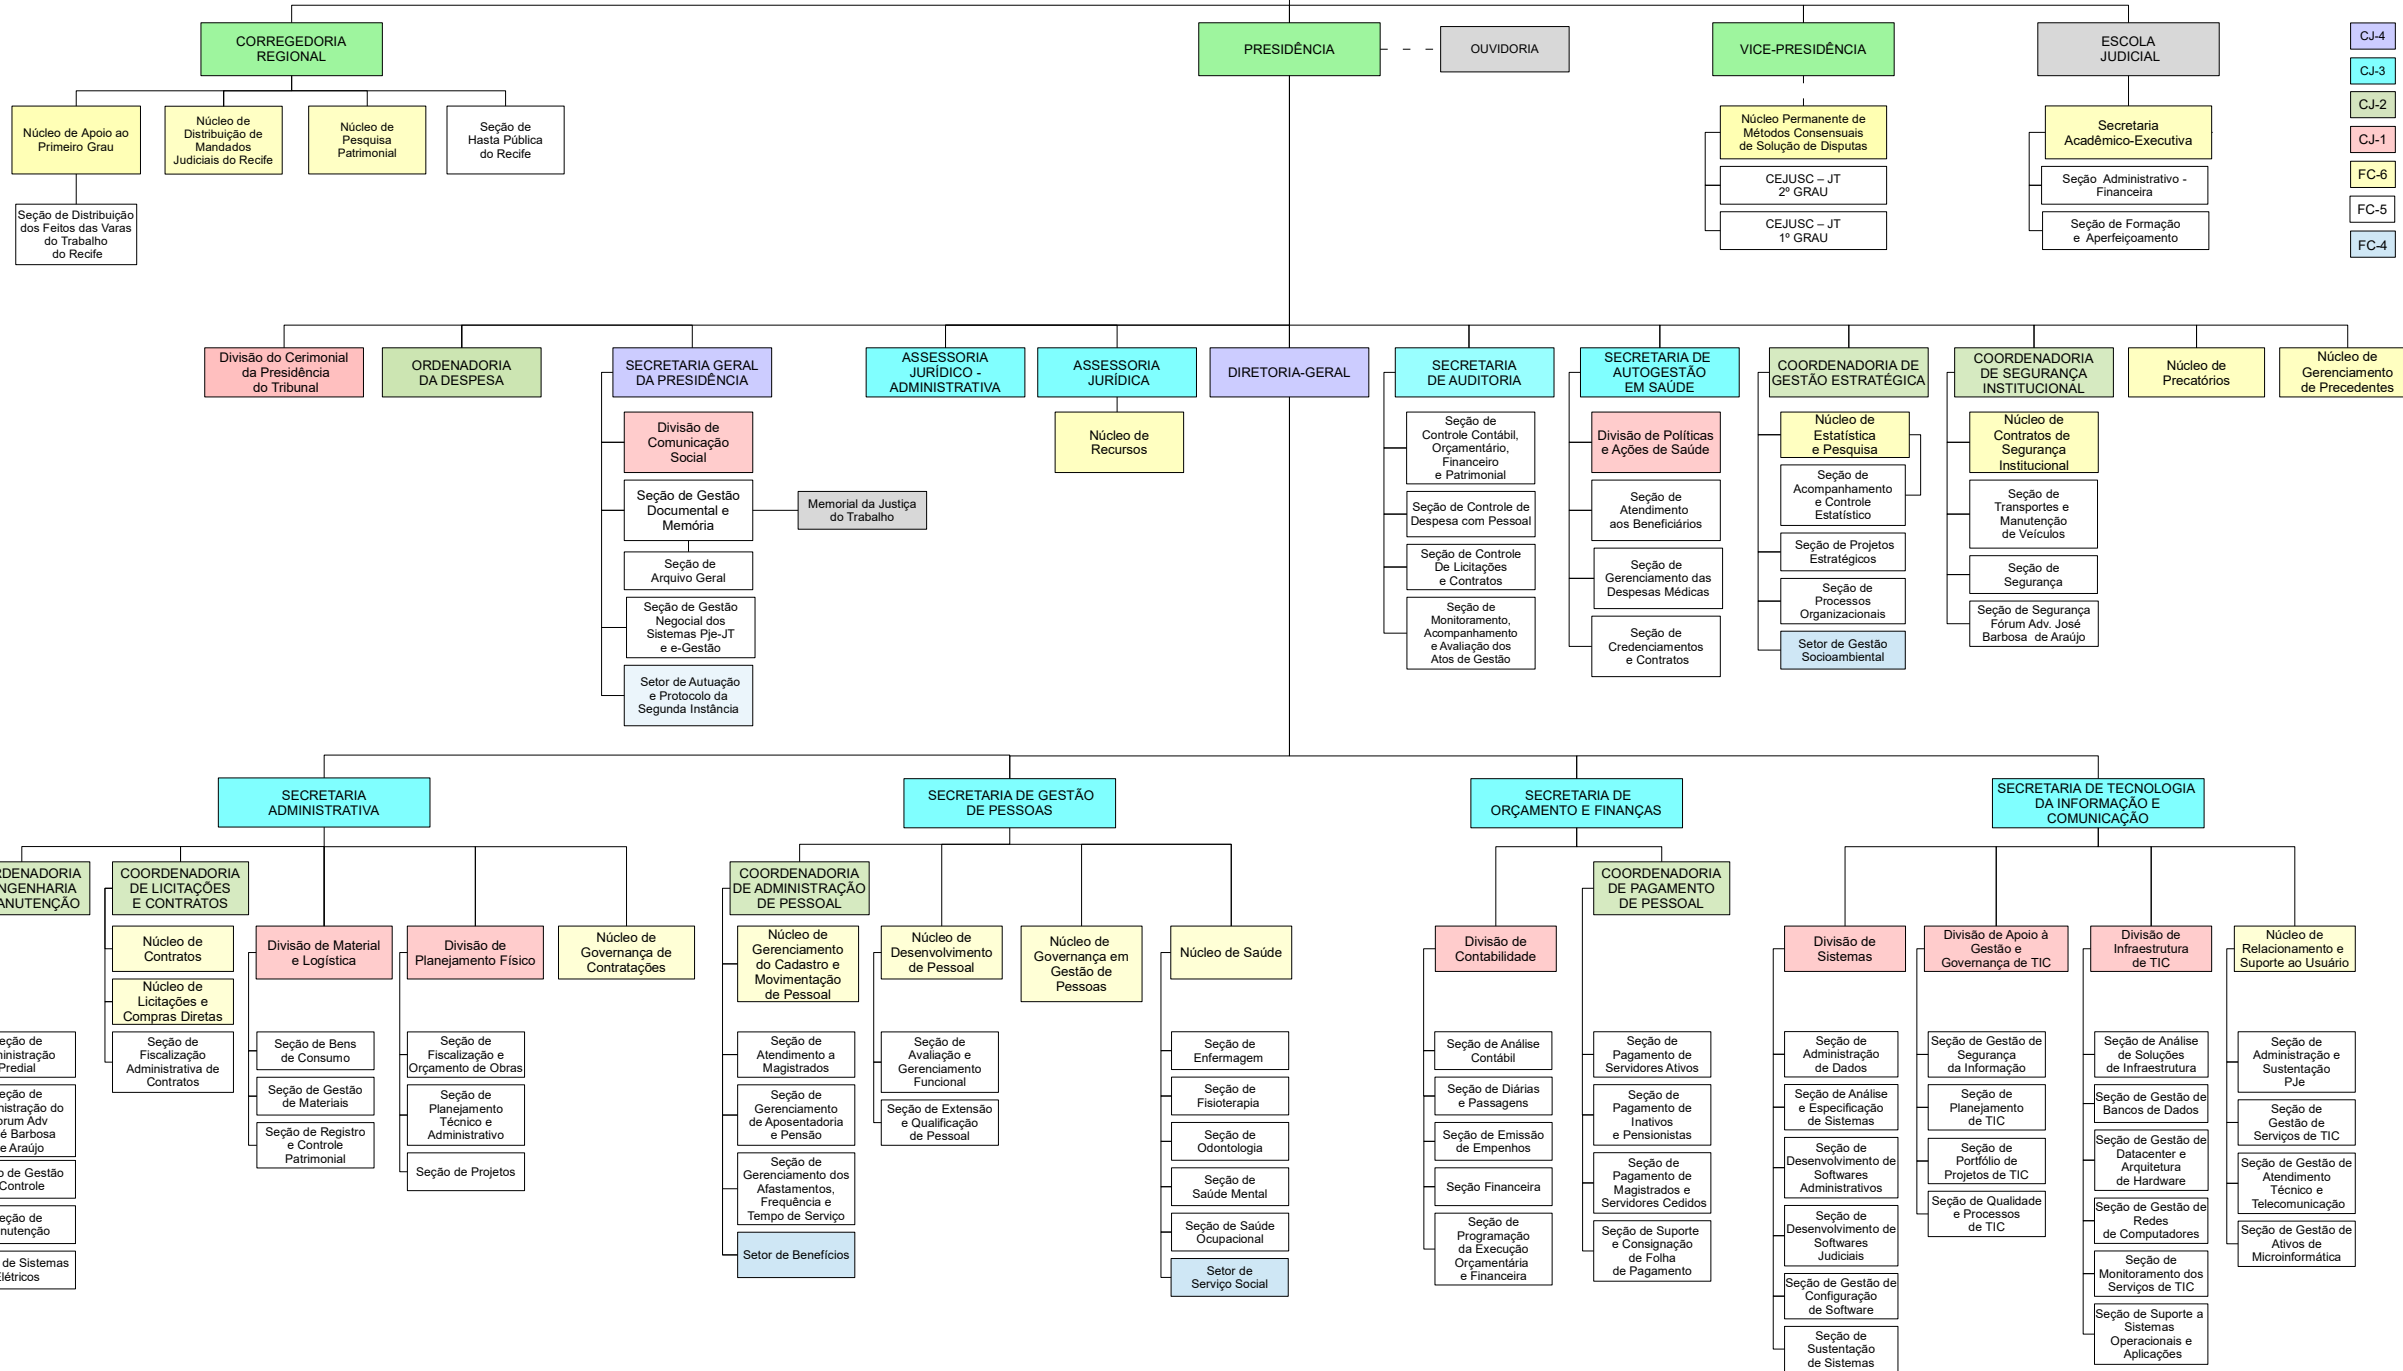 CORREGEDORIA
REGIONAL
PRESIDÊNCIA
OUVIDORIA
VICE-PRESIDÊNCIA
ESCOLA
JUDICIAL
CJ-4
CJ-3
CJ-2
CJ-1
FC-6
FC-5
FC-4
Núcleo de Apoio ao
Primeiro Grau
Núcleo de
Distribuição de
Mandados
Judiciais do Recife
Núcleo de
Pesquisa
Patrimonial
Seção de
Hasta Pública
do Recife
Seção de Distribuição
dos Feitos das Varas
do Trabalho
do Recife
Núcleo Permanente de
Métodos Consensuais
de Solução de Disputas
CEJUSC – JT
2º GRAU
CEJUSC – JT
1º GRAU
Secretaria
Acadêmico-Executiva
Seção Administrativo -
Financeira
Seção de Formação
e Aperfeiçoamento
Divisão do Cerimonial
da Presidência
do Tribunal
ORDENADORIA
DA DESPESA
SECRETARIA GERAL
DA PRESIDÊNCIA
ASSESSORIA
JURÍDICO -
ADMINISTRATIVA
ASSESSORIA
JURÍDICA
DIRETORIA-GERAL
SECRETARIA
DE AUDITORIA
SECRETARIA DE
AUTOGESTÃO
EM SAÚDE
COORDENADORIA DE
GESTÃO ESTRATÉGICA
COORDENADORIA
DE SEGURANÇA
INSTITUCIONAL
Núcleo de
Precatórios
Núcleo de
Gerenciamento
de Precedentes
Divisão de
Comunicação
Social
Seção de Gestão
Documental e
Memória
Memorial da Justiça
do Trabalho
Seção de
Arquivo Geral
Seção de Gestão
Negocial dos
Sistemas Pje-JT
e e-Gestão
Setor de Autuação
e Protocolo da
Segunda Instância
Núcleo de
Recursos
Seção de
Controle Contábil,
Orçamentário,
Financeiro
e Patrimonial
Seção de Controle de
Despesa com Pessoal
Seção de Controle
De Licitações
e Contratos
Seção de
Monitoramento,
Acompanhamento
e Avaliação dos
Atos de Gestão
Divisão de Políticas
e Ações de Saúde
Seção de
Atendimento
aos Beneficiários
Seção de
Gerenciamento das
Despesas Médicas
Seção de
Credenciamentos
e Contratos
Núcleo de
Estatística
e Pesquisa
Seção de
Acompanhamento
e Controle
Estatístico
Seção de Projetos
Estratégicos
Seção de
Processos
Organizacionais
Setor de Gestão
Socioambiental
Núcleo de
Contratos de
Segurança
Institucional
Seção de
Transportes e
Manutenção
de Veículos
Seção de
Segurança
Seção de Segurança
Fórum Adv. José
Barbosa de Araújo
SECRETARIA
ADMINISTRATIVA
SECRETARIA DE GESTÃO
DE PESSOAS
SECRETARIA DE
ORÇAMENTO E FINANÇAS
SECRETARIA DE TECNOLOGIA
DA INFORMAÇÃO E
COMUNICAÇÃO
RDENADORIA
NGENHARIA
ANUTENÇÃO
eção de
ministração
Predial
eção de
nistração do
orum Adv
é Barbosa
e Araújo
o de Gestão
Controle
eção de
nutenção
de Sistemas
létricos
COORDENADORIA
DE LICITAÇÕES
E CONTRATOS
Núcleo de
Contratos
Núcleo de
Licitações e
Compras Diretas
Seção de
Fiscalização
Administrativa de
Contratos
Divisão de Material
e Logística
Seção de Bens
de Consumo
Seção de Gestão
de Materiais
Seção de Registro
e Controle
Patrimonial
Divisão de
Planejamento Físico
Seção de
Fiscalização e
Orçamento de Obras
Seção de
Planejamento
Técnico e
Administrativo
Seção de Projetos
Núcleo de
Governança de
Contratações
COORDENADORIA
DE ADMINISTRAÇÃO
DE PESSOAL
Núcleo de
Gerenciamento
do Cadastro e
Movimentação
de Pessoal
Seção de
Atendimento a
Magistrados
Seção de
Gerenciamento
de Aposentadoria
e Pensão
Seção de
Gerenciamento dos
Afastamentos,
Frequência e
Tempo de Serviço
Setor de Benefícios
Núcleo de
Desenvolvimento
de Pessoal
Seção de
Avaliação e
Gerenciamento
Funcional
Seção de Extensão
e Qualificação
de Pessoal
Núcleo de
Governança em
Gestão de
Pessoas
Núcleo de Saúde
Seção de
Enfermagem
Seção de
Fisioterapia
Seção de
Odontologia
Seção de
Saúde Mental
Seção de Saúde
Ocupacional
Setor de
Serviço Social
Divisão de
Contabilidade
Seção de Análise
Contábil
Seção de Diárias
e Passagens
Seção de Emissão
de Empenhos
Seção Financeira
Seção de
Programação
da Execução
Orçamentária
e Financeira
COORDENADORIA
DE PAGAMENTO
DE PESSOAL
Seção de
Pagamento de
Servidores Ativos
Seção de
Pagamento de
Inativos
e Pensionistas
Seção de
Pagamento de
Magistrados e
Servidores Cedidos
Seção de Suporte
e Consignação
de Folha
de Pagamento
Divisão de
Sistemas
Seção de
Administração
de Dados
Seção de Análise
e Especificação
de Sistemas
Seção de
Desenvolvimento de
Softwares
Administrativos
Seção de
Desenvolvimento de
Softwares
Judiciais
Seção de Gestão de
Configuração
de Software
Seção de
Sustentação
de Sistemas
Divisão de Apoio à
Gestão e
Governança de TIC
Seção de Gestão de
Segurança
da Informação
Seção de
Planejamento
de TIC
Seção de
Portfólio de
Projetos de TIC
Seção de Qualidade
e Processos
de TIC
Divisão de
Infraestrutura
de TIC
Seção de Análise
de Soluções
de Infraestrutura
Seção de Gestão de
Bancos de Dados
Seção de Gestão de
Datacenter e
Arquitetura
de Hardware
Seção de Gestão de
Redes
de Computadores
Seção de
Monitoramento dos
Serviços de TIC
Seção de Suporte a
Sistemas
Operacionais e
Aplicações
Núcleo de
Relacionamento e
Suporte ao Usuário
Seção de
Administração e
Sustentação
PJe
Seção de
Gestão de
Serviços de TIC
Seção de Gestão de
Atendimento
Técnico e
Telecomunicação
Seção de Gestão de
Ativos de
Microinformática